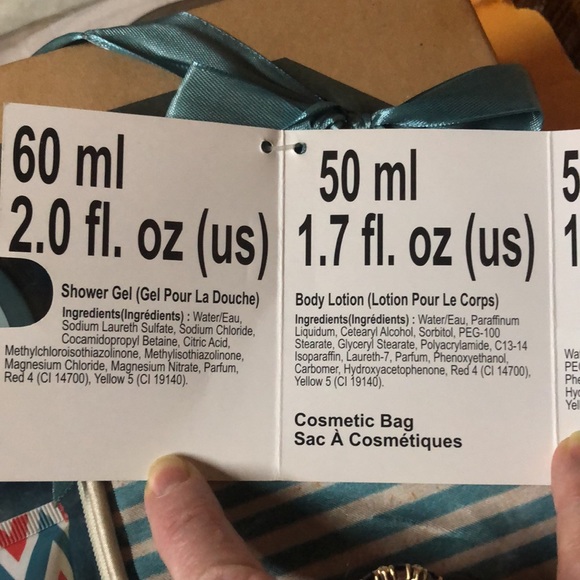 60 ml
2.0 fl. oz (us)
Shower Gel (Gel Pour La Douche)
Ingredients(Ingrédients) : Water/Eau,
Sodium Laureth Sulfate, Sodium Chloride,
Cocamidopropyl Betaine, Citric Acid,
Methylchloroisothiazolinone, Methylisothiazolinone,
Magnesium Chloride, Magnesium Nitrate, Parfum,
Red 4 (CI 14700), Yellow 5 (CI 19140).
50 ml
1.7 fl. oz (us)
Body Lotion (Lotion Pour Le Corps)
Ingredients(Ingrédients) : Water/Eau, Paraffinum
Liquidum, Cetearyl Alcohol, Sorbitol, PEG-100
Stearate, Glyceryl Stearate, Polyacrylamide, C13-14
Isoparaffin, Laureth-7, Parfum, Phenoxyethanol,
Carbomer, Hydroxyacetophenone, Red 4 (CI 14700),
Yellow 5 (CI 19140).
Cosmetic Bag
Sac À Cosmétiques
5
1